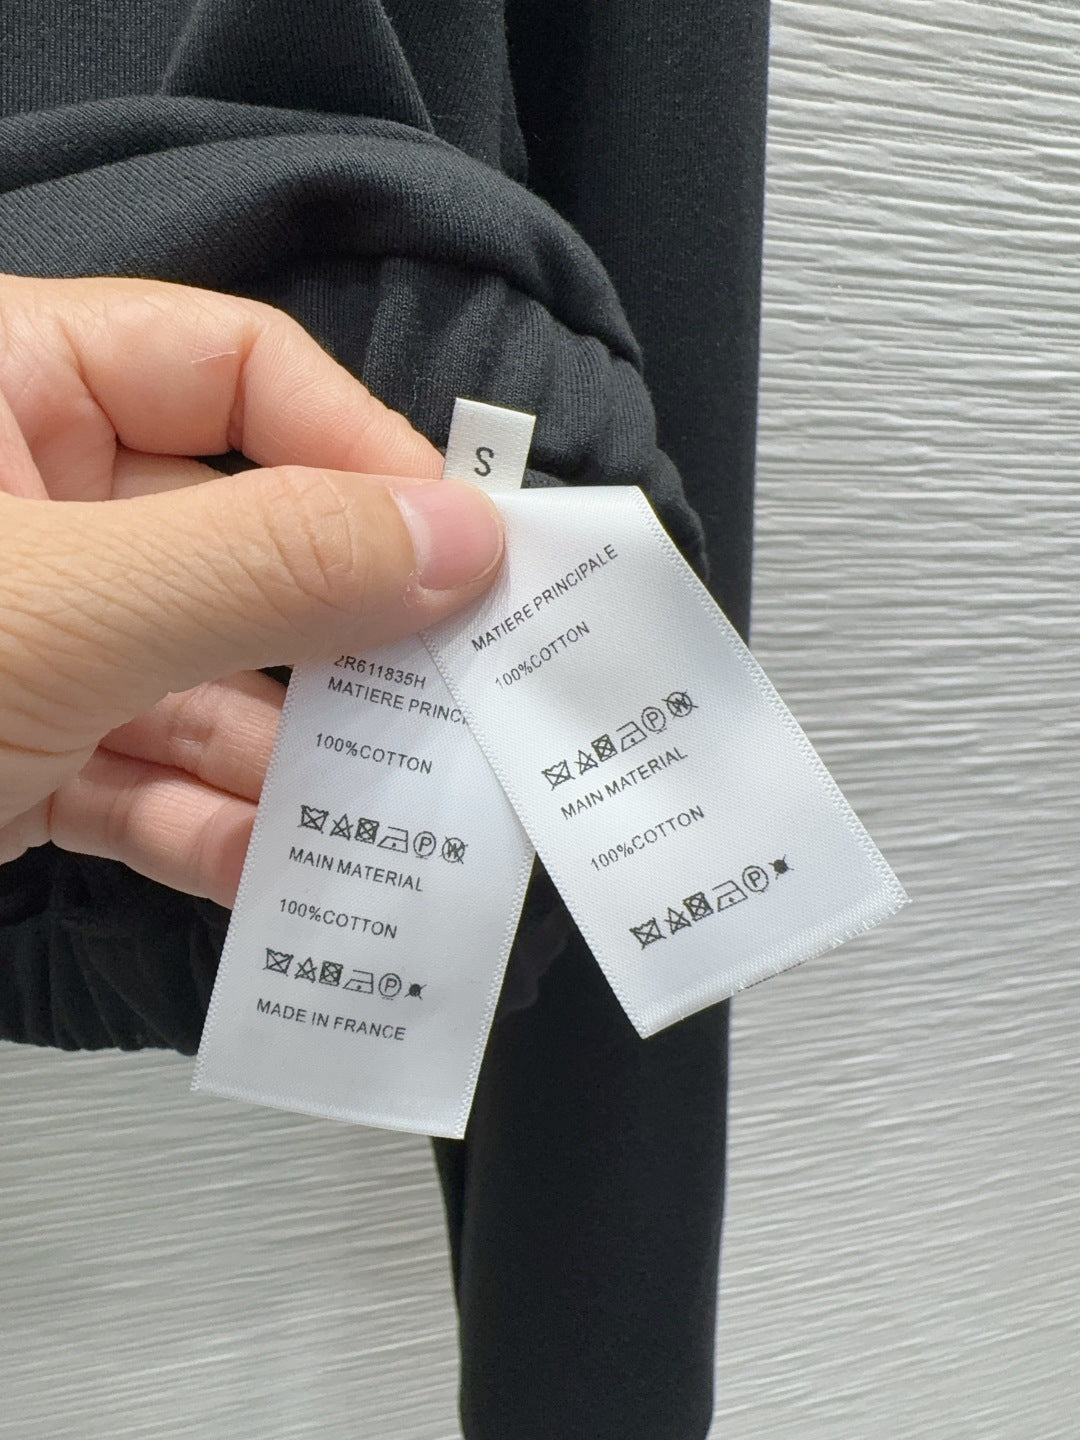 S
2R611835H
MATIERE PRINCI
100%COTTON
MAIN MATERIAL
100%COTTON
MADE IN FRANCE
MATIERE PRINCIPALE
100%COTTON
MAIN MATERIAL
100%COTTON